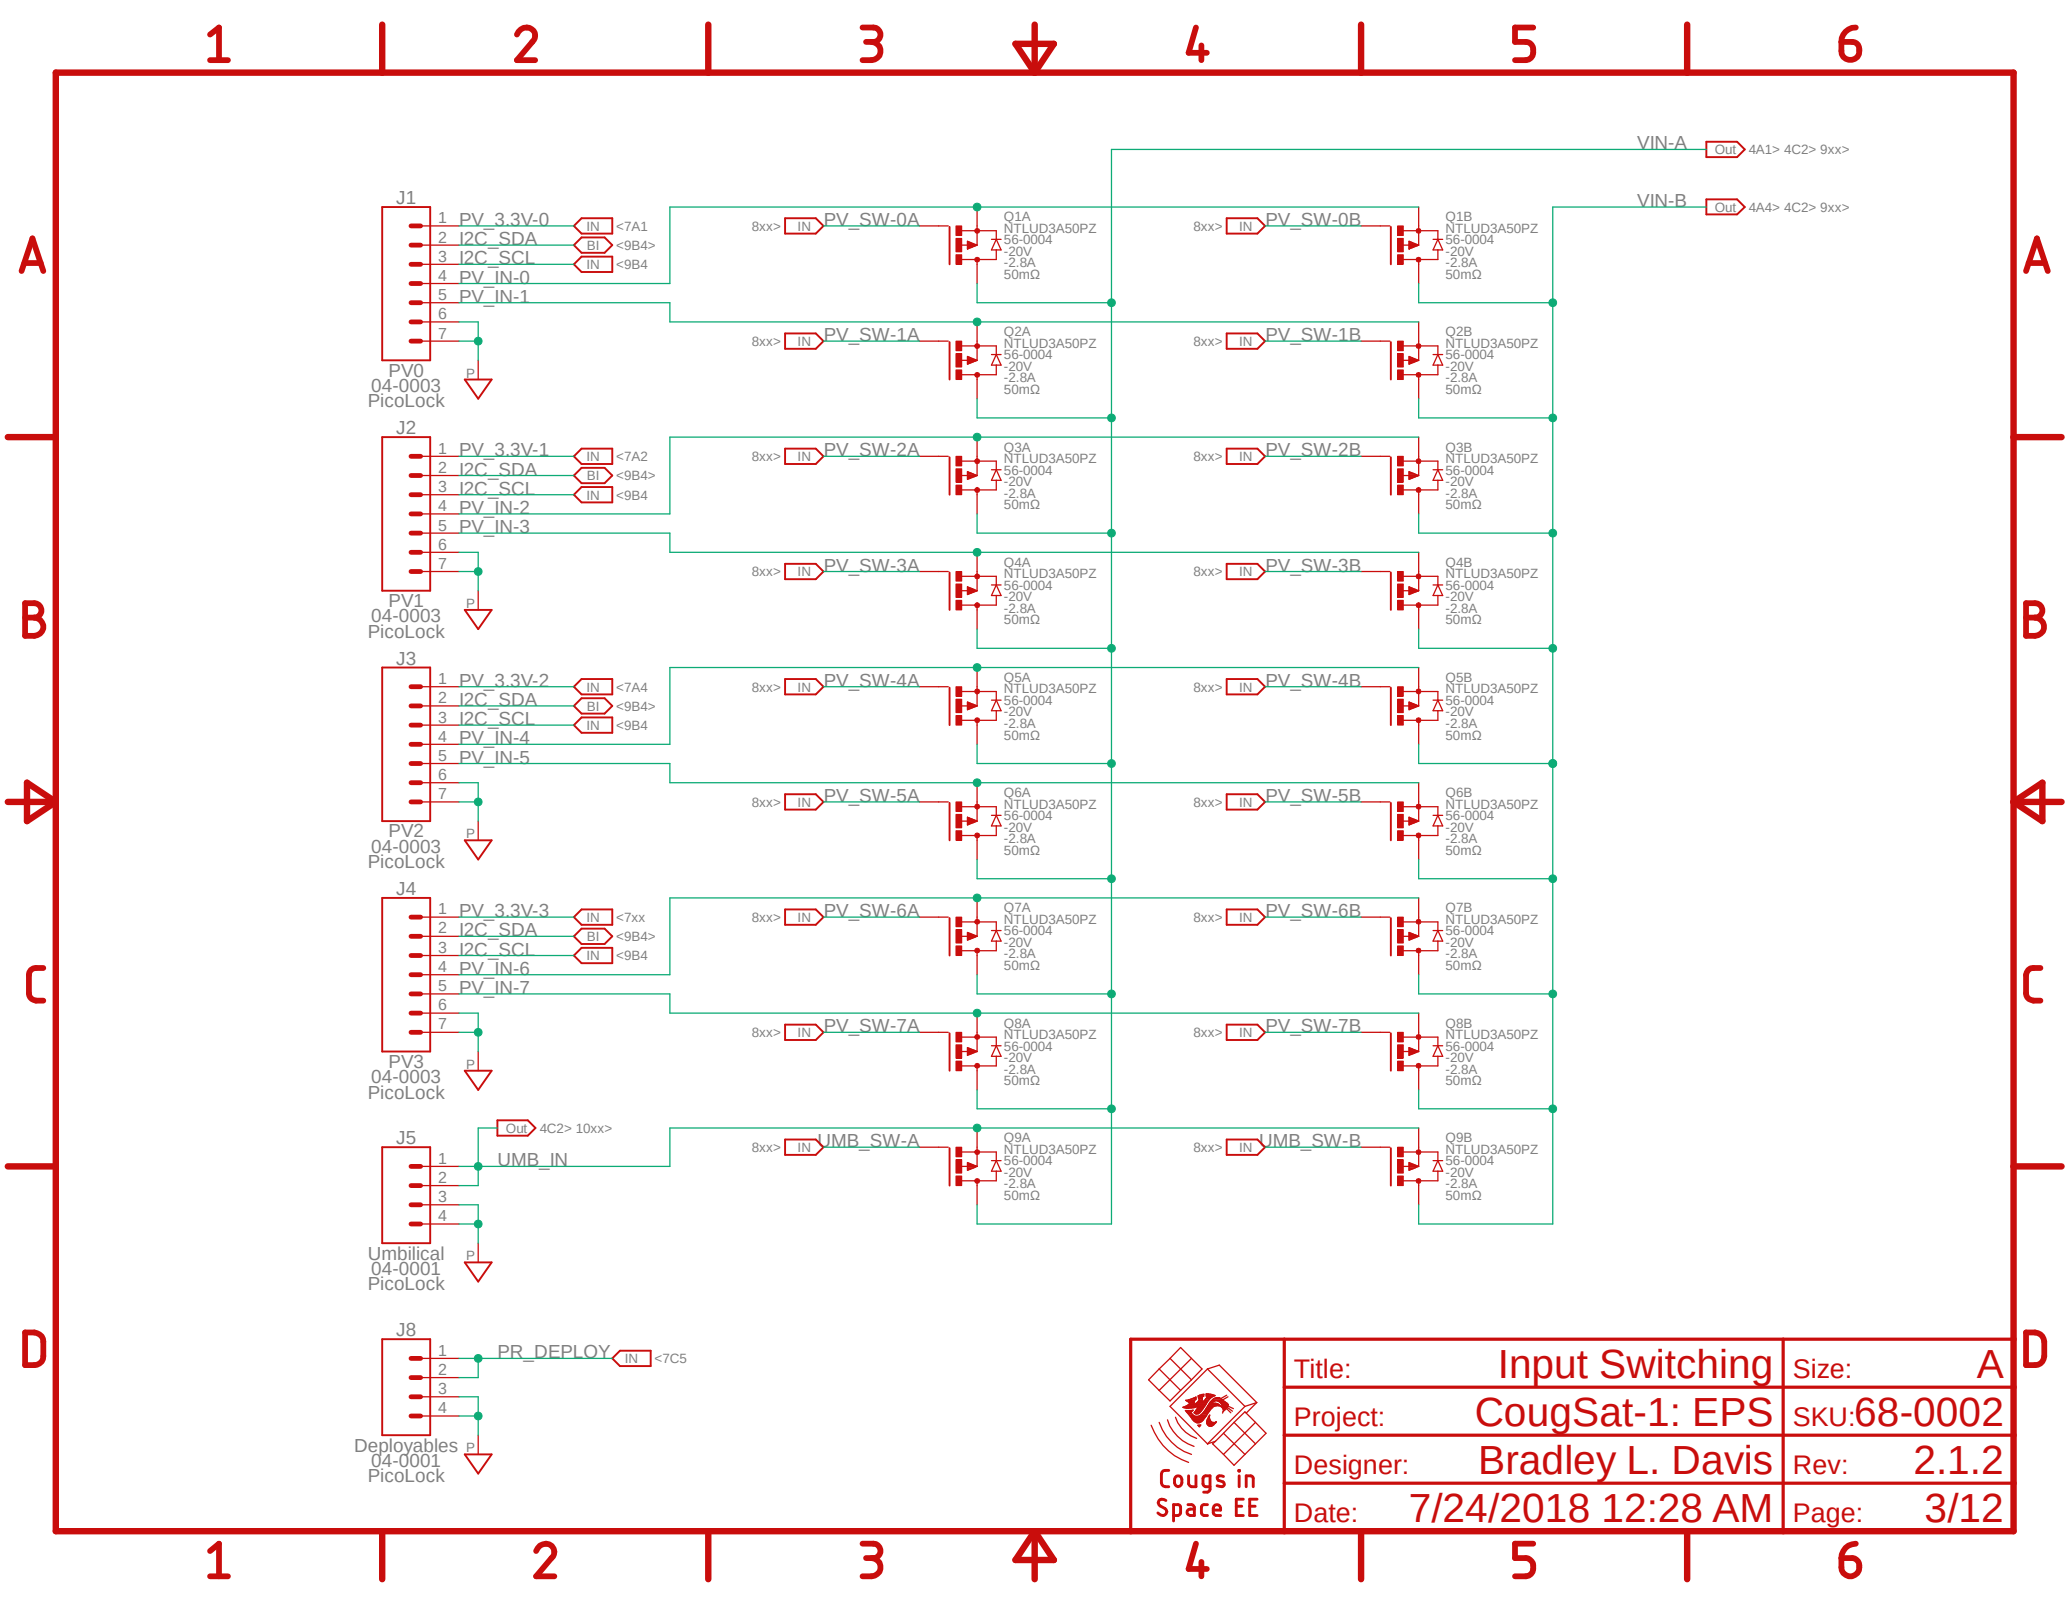 1 2 3 4 5 6
A A
B B
C C
D D
VIN-A Out 4A1> 4C2> 9xx>
VIN-B Out 4A4> 4C2> 9xx>
J1
1 PV_3.3V-0 IN <7A1
2 I2C_SDA BI <9B4>
3 I2C_SCL IN <9B4
4 PV_IN-0
5 PV_IN-1
6
7
P
PV0
04-0003
PicoLock
8xx> IN PV_SW-0A
Q1A
NTLUD3A50PZ
56-0004
-20V
-2.8A
50mΩ
8xx> IN PV_SW-0B
Q1B
NTLUD3A50PZ
56-0004
-20V
-2.8A
50mΩ
8xx> IN PV_SW-1A
Q2A
NTLUD3A50PZ
56-0004
-20V
-2.8A
50mΩ
8xx> IN PV_SW-1B
Q2B
NTLUD3A50PZ
56-0004
-20V
-2.8A
50mΩ
J2
1 PV_3.3V-1 IN <7A2
2 I2C_SDA BI <9B4>
3 I2C_SCL IN <9B4
4 PV_IN-2
5 PV_IN-3
6
7
P
PV1
04-0003
PicoLock
8xx> IN PV_SW-2A
Q3A
NTLUD3A50PZ
56-0004
-20V
-2.8A
50mΩ
8xx> IN PV_SW-2B
Q3B
NTLUD3A50PZ
56-0004
-20V
-2.8A
50mΩ
8xx> IN PV_SW-3A
Q4A
NTLUD3A50PZ
56-0004
-20V
-2.8A
50mΩ
8xx> IN PV_SW-3B
Q4B
NTLUD3A50PZ
56-0004
-20V
-2.8A
50mΩ
J3
1 PV_3.3V-2 IN <7A4
2 I2C_SDA BI <9B4>
3 I2C_SCL IN <9B4
4 PV_IN-4
5 PV_IN-5
6
7
P
PV2
04-0003
PicoLock
8xx> IN PV_SW-4A
Q5A
NTLUD3A50PZ
56-0004
-20V
-2.8A
50mΩ
8xx> IN PV_SW-4B
Q5B
NTLUD3A50PZ
56-0004
-20V
-2.8A
50mΩ
8xx> IN PV_SW-5A
Q6A
NTLUD3A50PZ
56-0004
-20V
-2.8A
50mΩ
8xx> IN PV_SW-5B
Q6B
NTLUD3A50PZ
56-0004
-20V
-2.8A
50mΩ
J4
1 PV_3.3V-3 IN <7xx
2 I2C_SDA BI <9B4>
3 I2C_SCL IN <9B4
4 PV_IN-6
5 PV_IN-7
6
7
P
PV3
04-0003
PicoLock
8xx> IN PV_SW-6A
Q7A
NTLUD3A50PZ
56-0004
-20V
-2.8A
50mΩ
8xx> IN PV_SW-6B
Q7B
NTLUD3A50PZ
56-0004
-20V
-2.8A
50mΩ
8xx> IN PV_SW-7A
Q8A
NTLUD3A50PZ
56-0004
-20V
-2.8A
50mΩ
8xx> IN PV_SW-7B
Q8B
NTLUD3A50PZ
56-0004
-20V
-2.8A
50mΩ
Out 4C2> 10xx>
J5
1 UMB_IN
2
3
4
P
Umbilical
04-0001
PicoLock
8xx> IN UMB_SW-A
Q9A
NTLUD3A50PZ
56-0004
-20V
-2.8A
50mΩ
8xx> IN UMB_SW-B
Q9B
NTLUD3A50PZ
56-0004
-20V
-2.8A
50mΩ
J8
1 PR_DEPLOY IN <7C5
2
3
4
P
Deployables
04-0001
PicoLock
Cougs in
Space EE
Title: Input Switching Size: A
Project: CougSat-1: EPS SKU:68-0002
Designer: Bradley L. Davis Rev: 2.1.2
Date: 7/24/2018 12:28 AM Page: 3/12
1 2 3 4 5 6